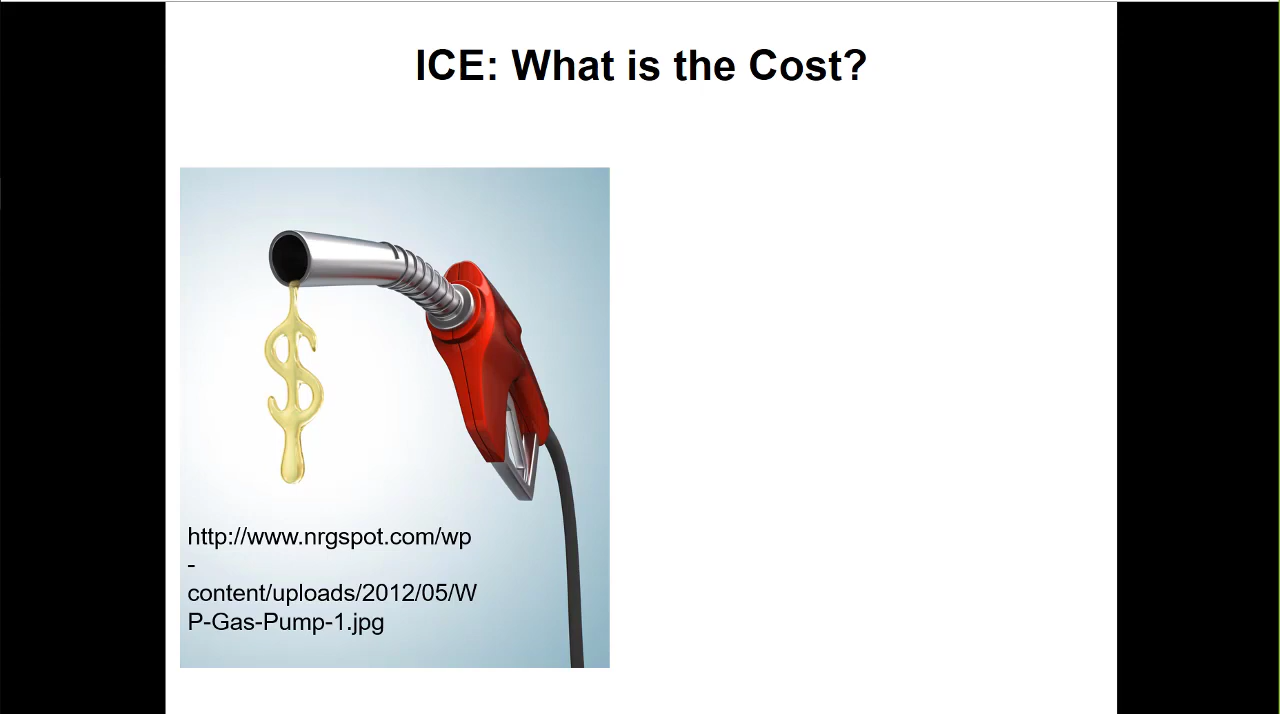 ICE: What is the Cost?
$
http://www.nrgspot.com/wp
-
content/uploads/2012/05/W
P-Gas-Pump-1.jpg